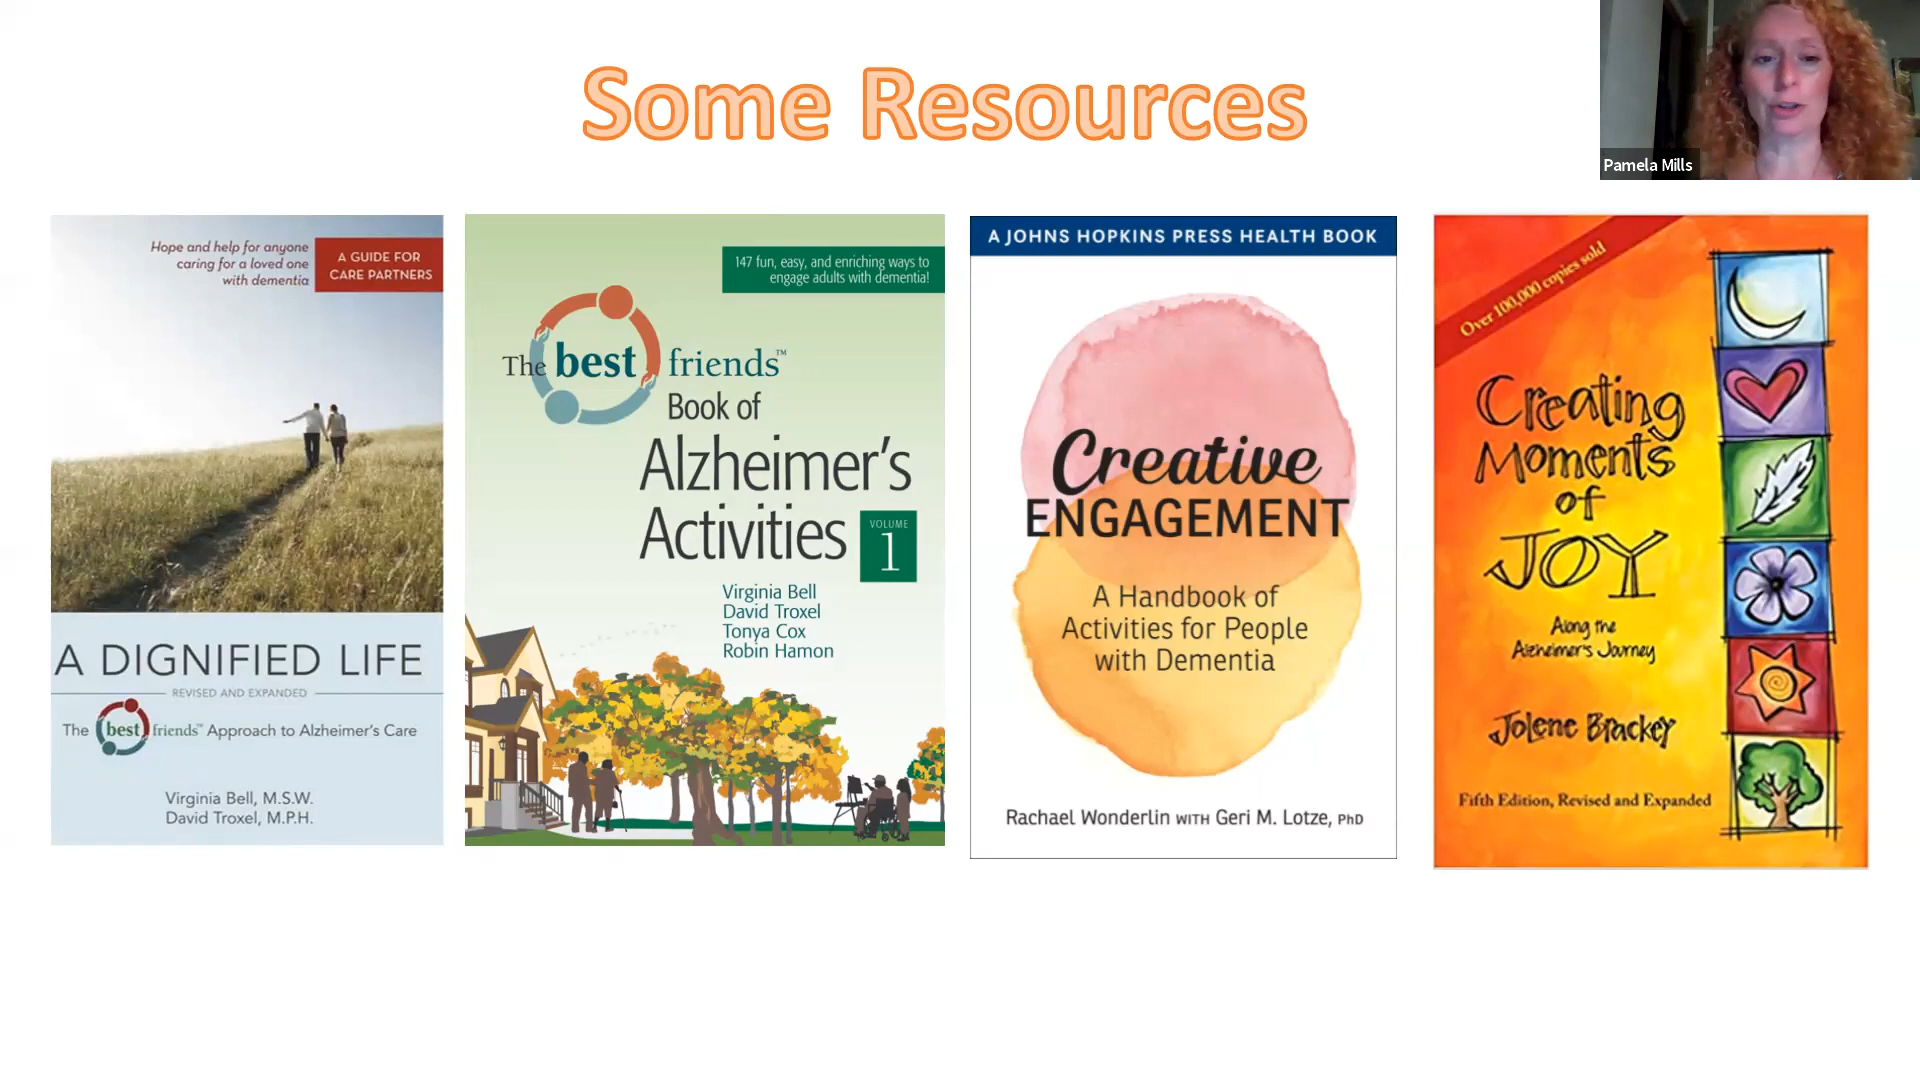 Some Resources
Pamela Mills
Hope and help for anyone
caring for a loved one
with dementia
A GUIDE FOR
CARE PARTNERS
A DIGNIFIED LIFE
REVISED AND EXPANDED
The best friends™ Approach to Alzheimer's Care
Virginia Bell, M.S.W.
David Troxel, M.P.H.
147 fun, easy, and enriching ways to
engage adults with dementia!
The best friends™
Book of
Alzheimer's
Activities
VOLUME
1
Virginia Bell
David Troxel
Tonya Cox
Robin Hamon
A JOHNS HOPKINS PRESS HEALTH BOOK
Creative
ENGAGEMENT
A Handbook of
Activities for People
with Dementia
Rachael Wonderlin WITH Geri M. Lotze, PhD
Over 100,000 copies sold
Creating
Moments
of
JOY
Along the
Alzheimer's Journey
Jolene Brackey
Fifth Edition, Revised and Expanded